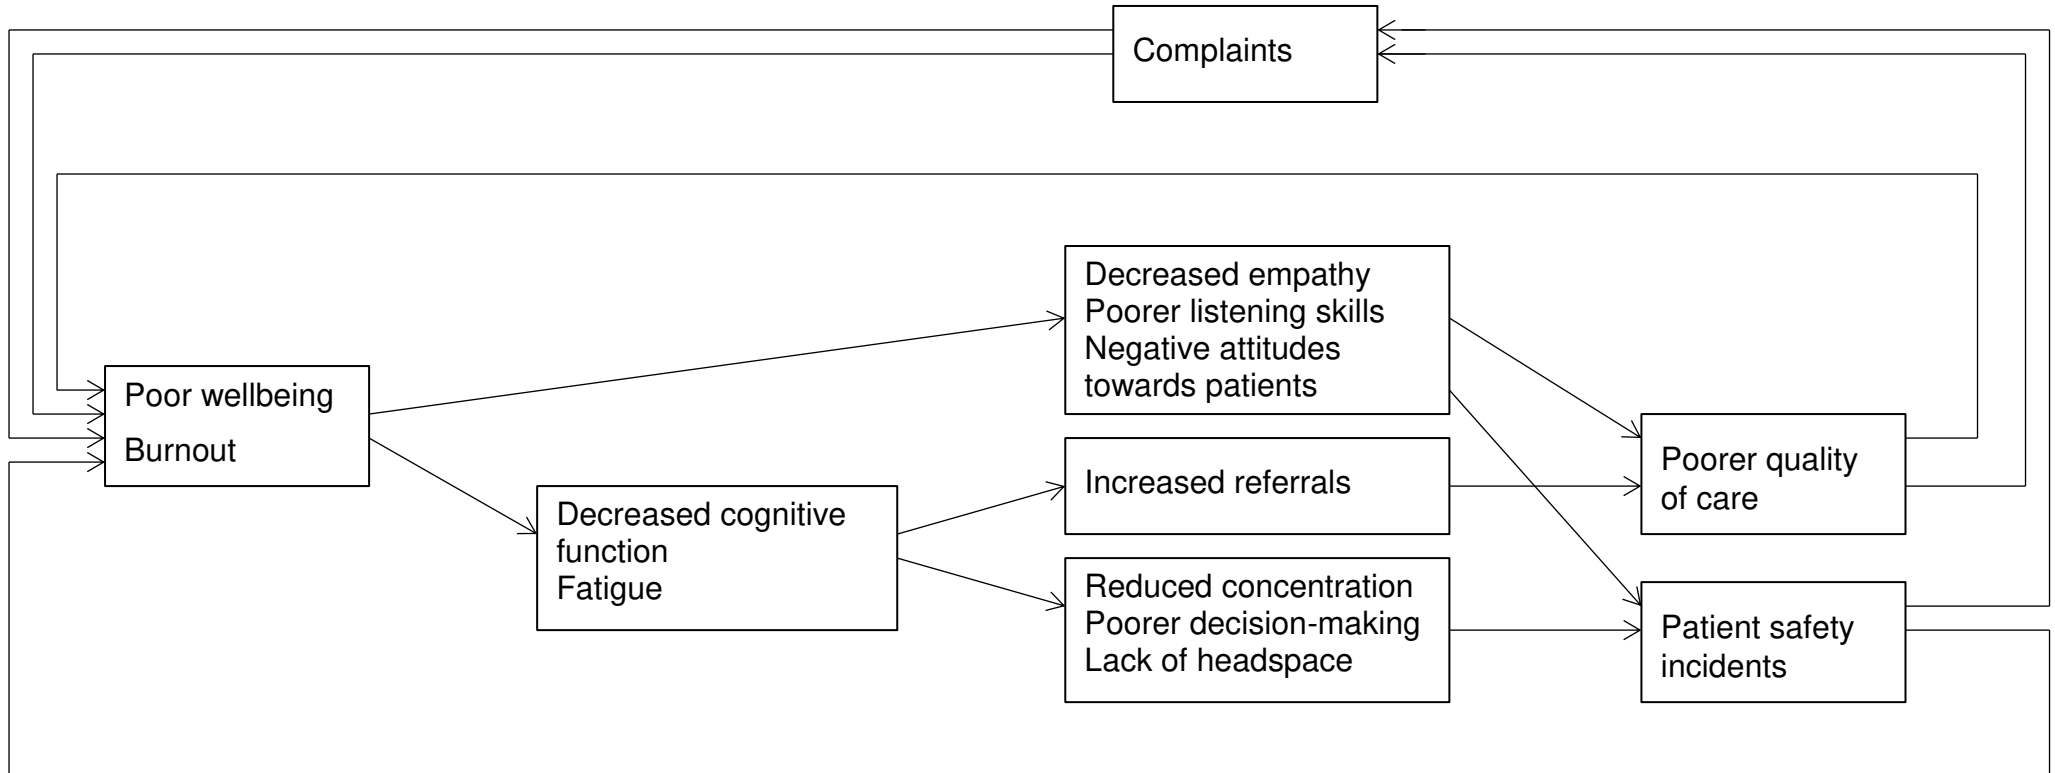 Complaints
Decreased empathy
Poorer listening skills
Negative attitudes
towards patients
Poor wellbeing
Burnout
Increased referrals
Poorer quality
of care
Decreased cognitive
function
Fatigue
Reduced concentration
Poorer decision-making
Lack of headspace
Patient safety
incidents